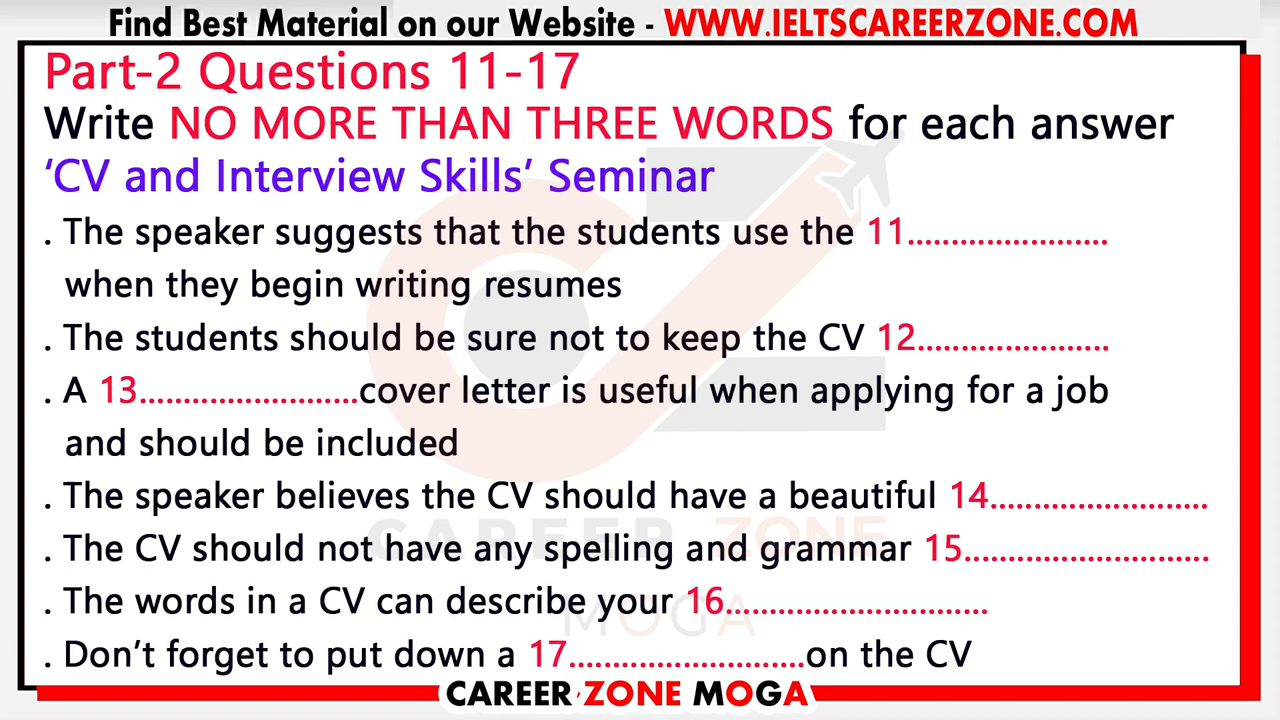 Find Best Material on our Website - WWW.IELTSCAREERZONE.COM
Part-2 Questions 11-17
Write NO MORE THAN THREE WORDS for each answer
‘CV and Interview Skills’ Seminar
. The speaker suggests that the students use the 11.......................
when they begin writing resumes
. The students should be sure not to keep the CV 12......................
. A 13.........................cover letter is useful when applying for a job
and should be included
. The speaker believes the CV should have a beautiful 14.........................
. The CV should not have any spelling and grammar 15............................
. The words in a CV can describe your 16..............................
. Don’t forget to put down a 17...........................on the CV
CAREER ZONE
MOGA
CAREER ZONE MOGA